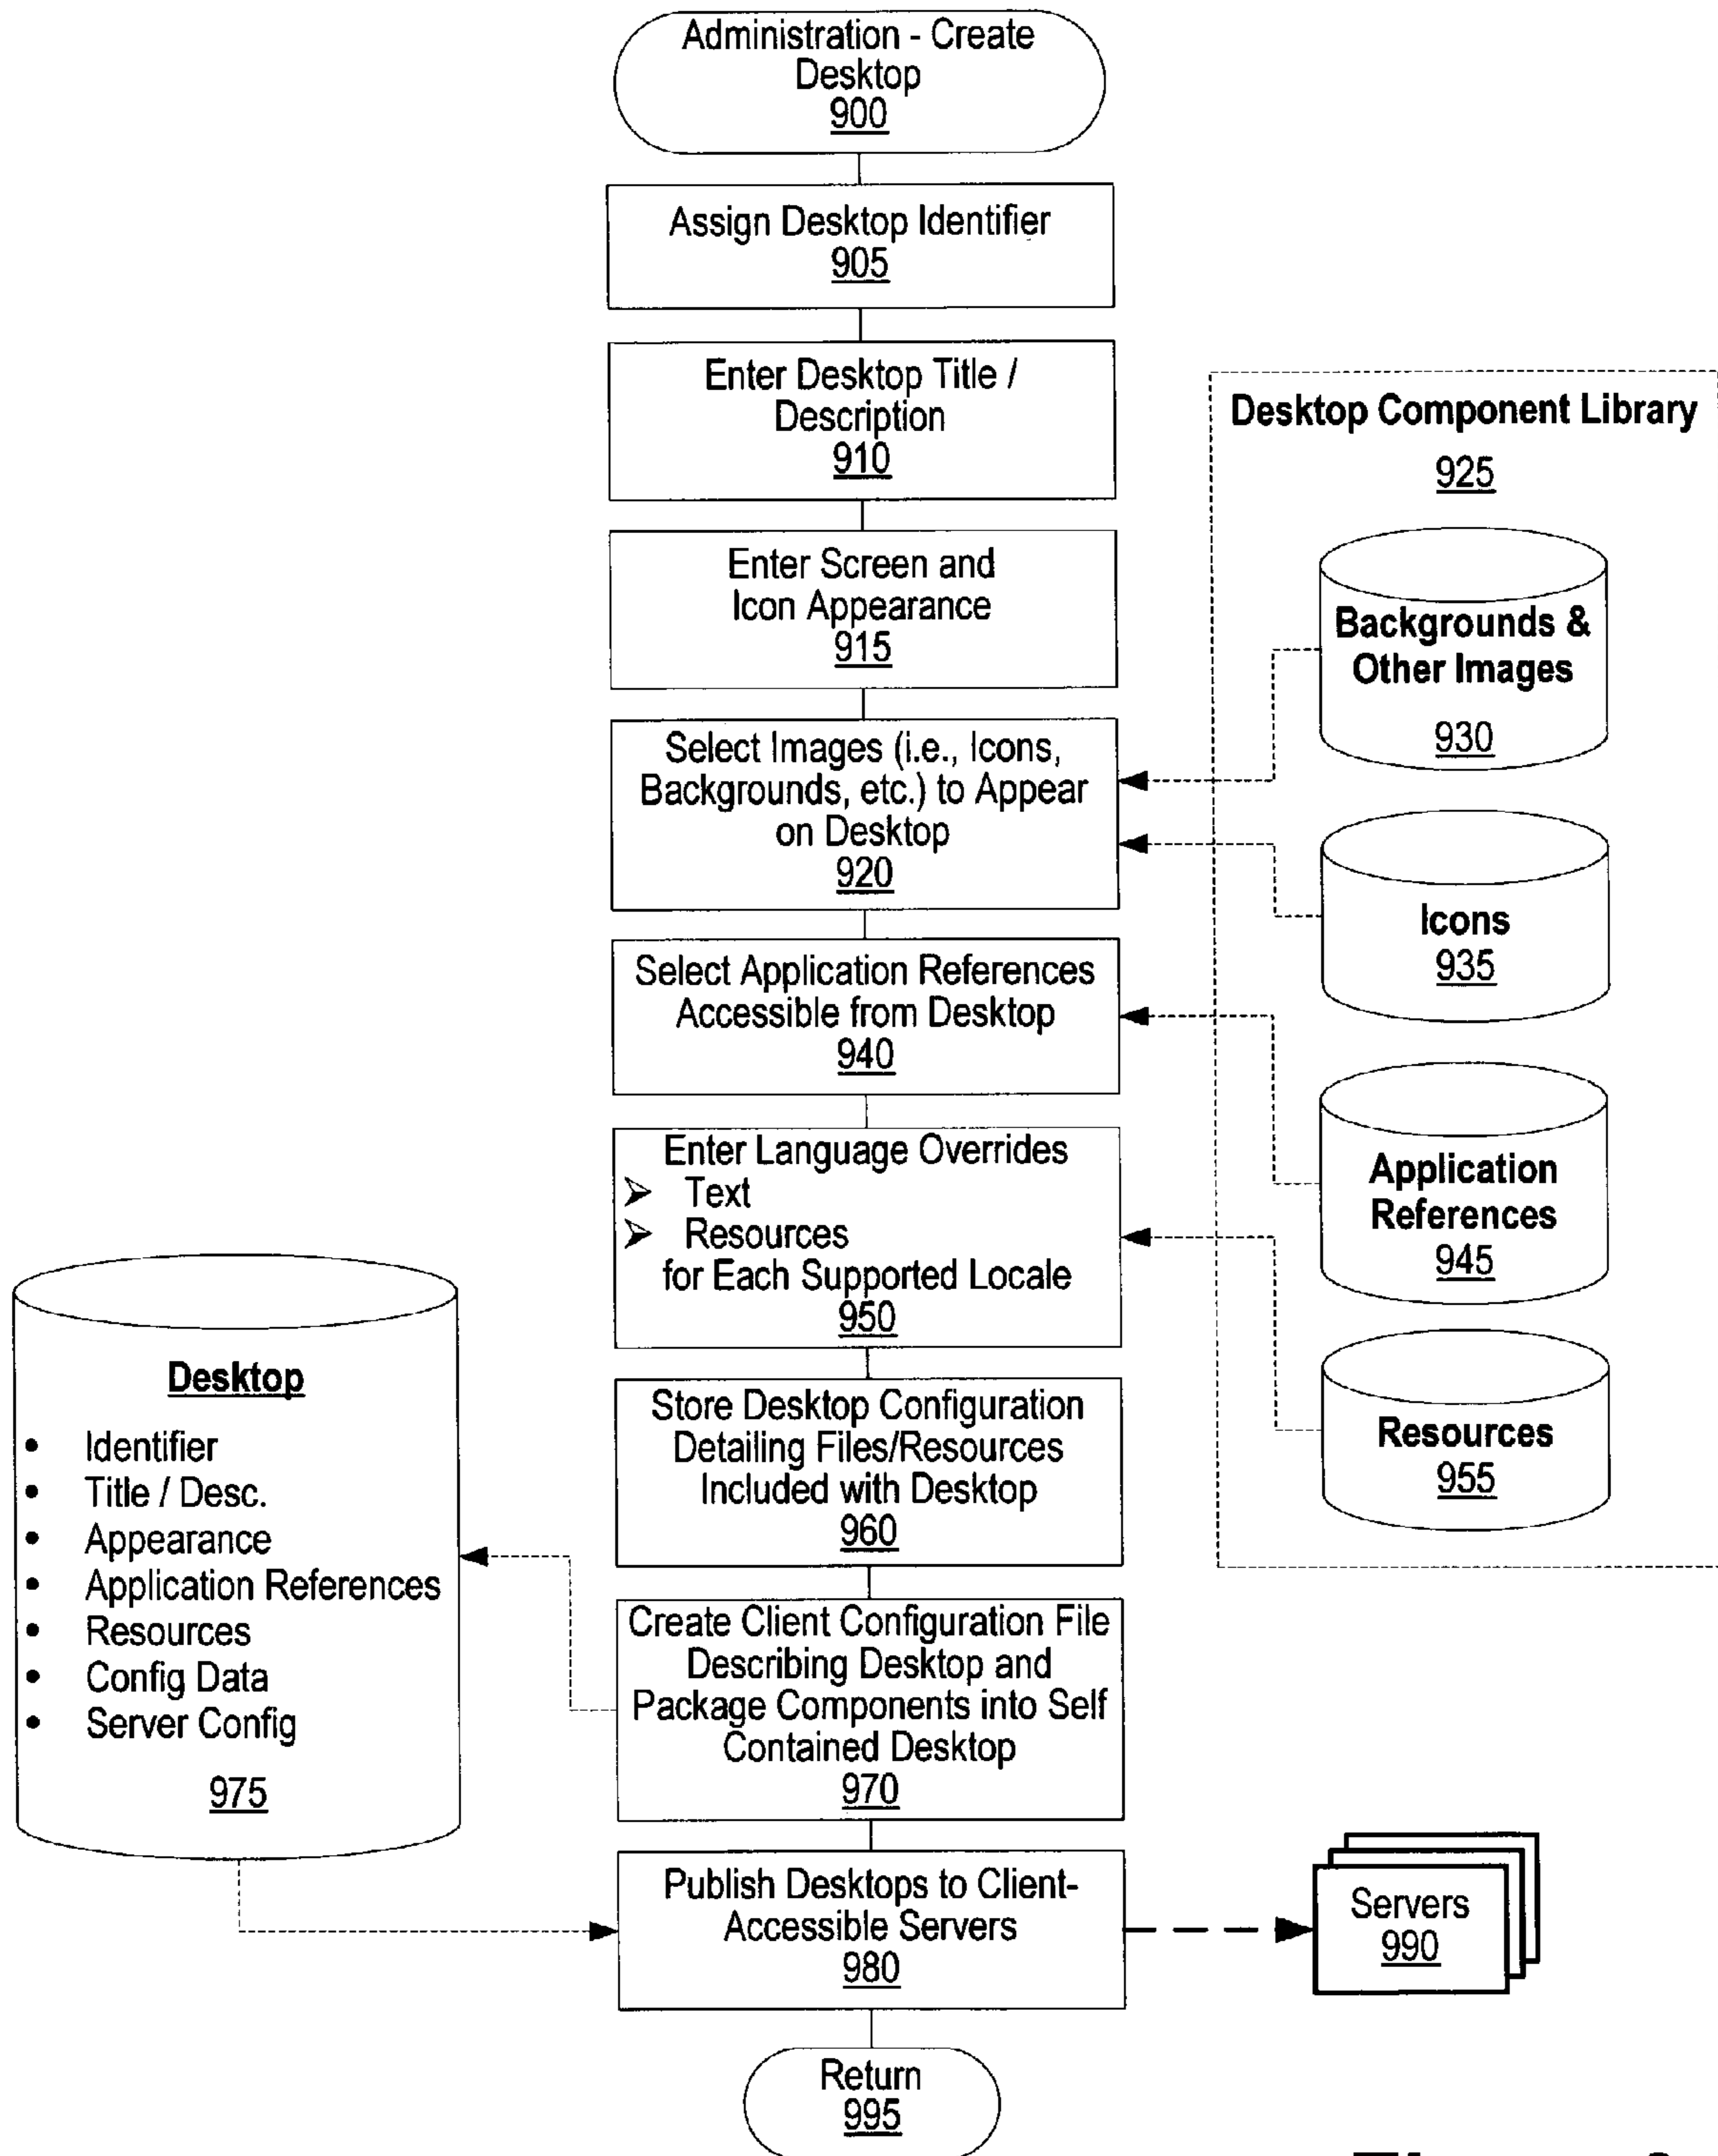 Administration - Create
Desktop
900
Assign Desktop Identifier
905
Enter Desktop Title /
Description
910
Enter Screen and
Icon Appearance
915
Select Images (i.e., Icons,
Backgrounds, etc.) to Appear
on Desktop
920
Select Application References
Accessible from Desktop
940
Enter Language Overrides
➢ Text
➢ Resources
for Each Supported Locale
950
Store Desktop Configuration
Detailing Files/Resources
Included with Desktop
960
Create Client Configuration File
Describing Desktop and
Package Components into Self
Contained Desktop
970
Publish Desktops to Client-
Accessible Servers
980
Return
995
Desktop Component Library
925
Backgrounds &
Other Images
930
Icons
935
Application
References
945
Resources
955
Desktop
• Identifier
• Title / Desc.
• Appearance
• Application References
• Resources
• Config Data
• Server Config
975
Servers
990